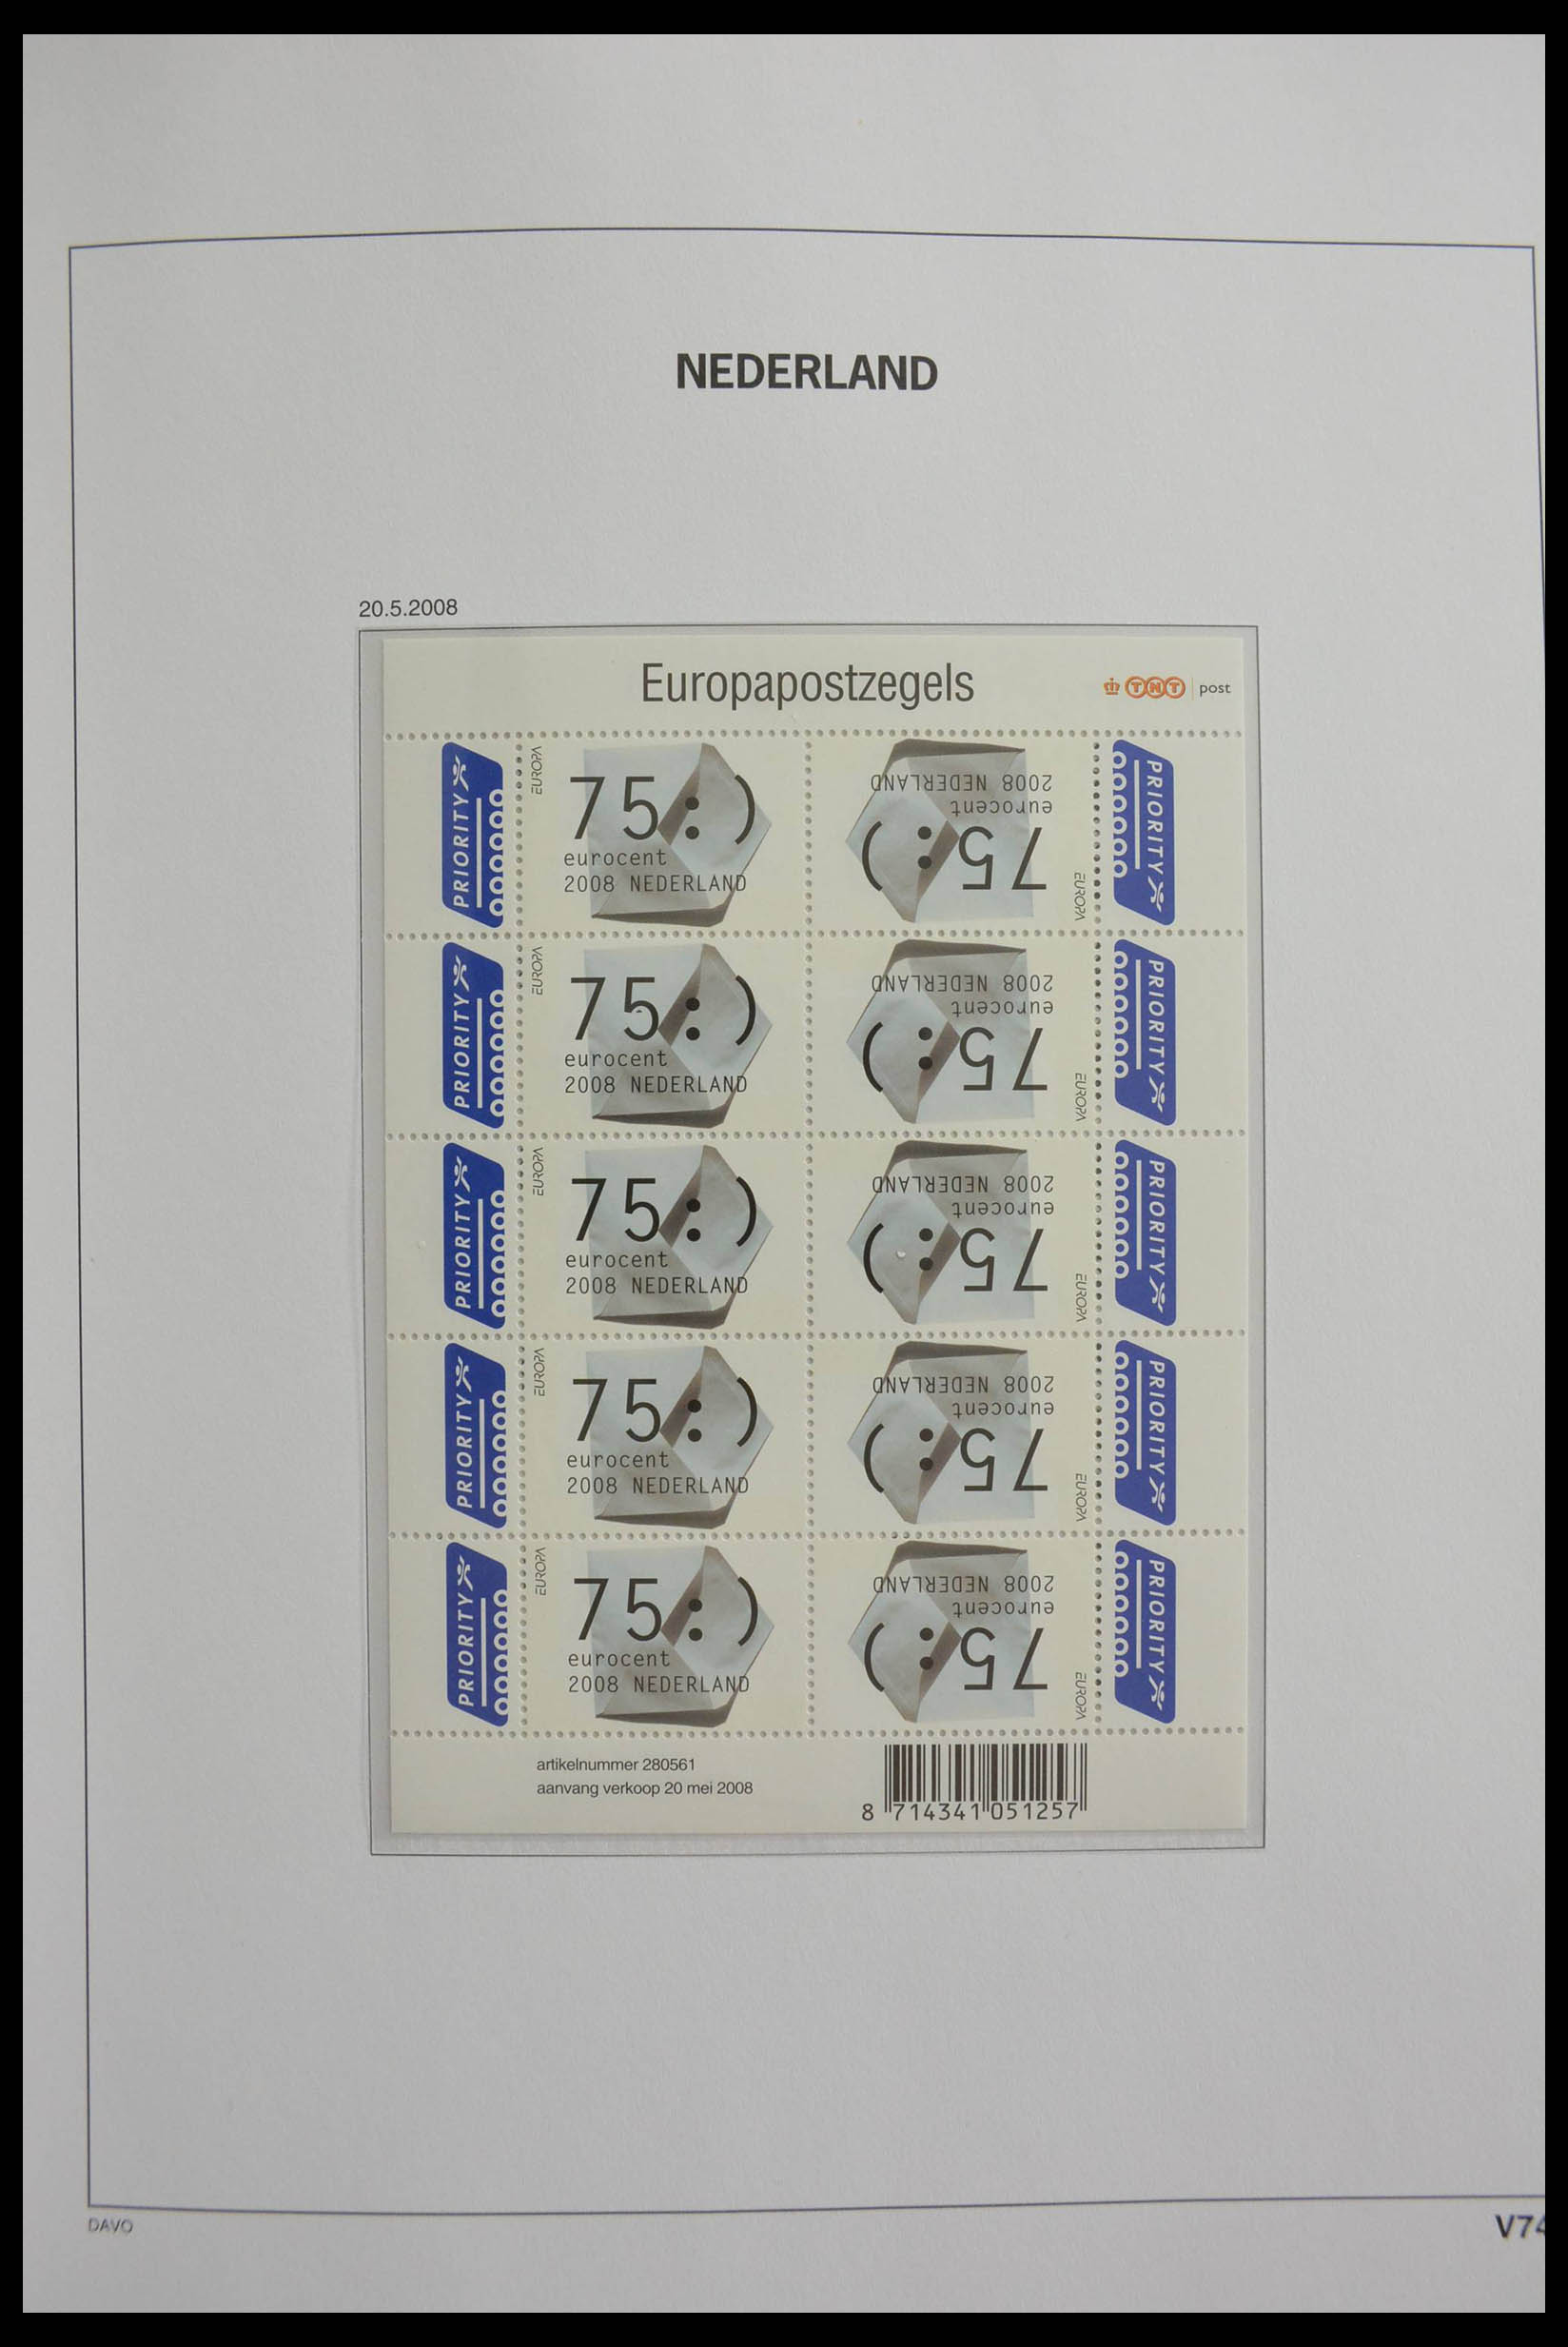 NEDERLAND
20.5.2008
Europapostzegels
TNT post
PRIORITY
EUROPA
75:)
eurocent
2008 NEDERLAND
75:)
eurocent
2008 NEDERLAND
EUROPA
PRIORITY
PRIORITY
EUROPA
75:)
eurocent
2008 NEDERLAND
75:)
eurocent
2008 NEDERLAND
EUROPA
PRIORITY
PRIORITY
EUROPA
75:)
eurocent
2008 NEDERLAND
75:)
eurocent
2008 NEDERLAND
EUROPA
PRIORITY
PRIORITY
EUROPA
75:)
eurocent
2008 NEDERLAND
75:)
eurocent
2008 NEDERLAND
EUROPA
PRIORITY
PRIORITY
EUROPA
75:)
eurocent
2008 NEDERLAND
75:)
eurocent
2008 NEDERLAND
EUROPA
PRIORITY
artikelnummer 280561
aanvang verkoop 20 mei 2008
8 714341 051257
DAVO